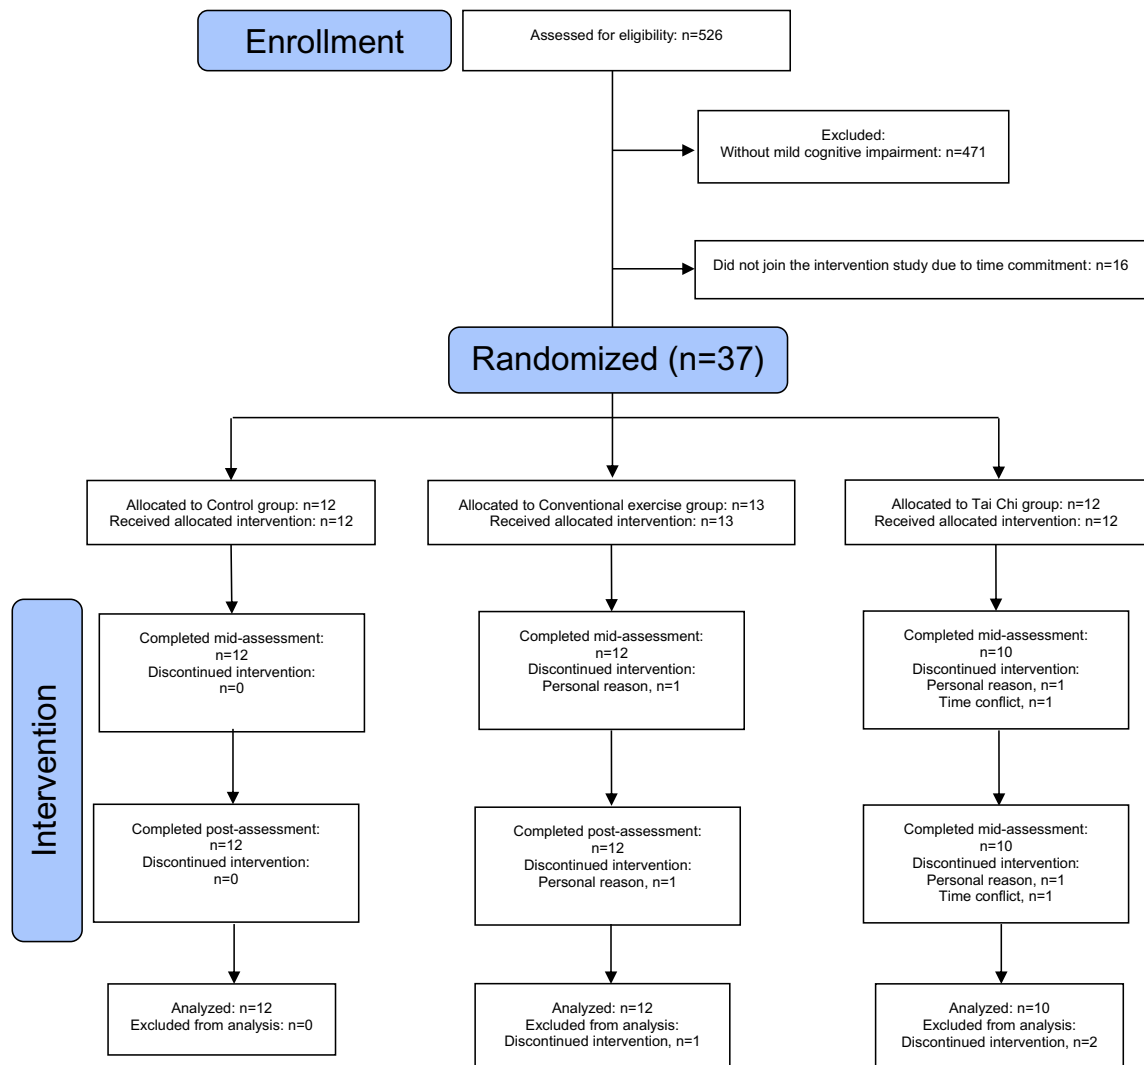 Enrollment
Assessed for eligibility: n=526
Excluded:
Without mild cognitive impairment: n=471
Did not join the intervention study due to time commitment: n=16
Randomized (n=37)
Allocated to Control group: n=12
Received allocated intervention: n=12
Allocated to Conventional exercise group: n=13
Received allocated intervention: n=13
Allocated to Tai Chi group: n=12
Received allocated intervention: n=12
Intervention
Completed mid-assessment:
n=12
Discontinued intervention:
n=0
Completed mid-assessment:
n=12
Discontinued intervention:
Personal reason, n=1
Completed mid-assessment:
n=10
Discontinued intervention:
Personal reason, n=1
Time conflict, n=1
Completed post-assessment:
n=12
Discontinued intervention:
n=0
Completed post-assessment:
n=12
Discontinued intervention:
Personal reason, n=1
Completed mid-assessment:
n=10
Discontinued intervention:
Personal reason, n=1
Time conflict, n=1
Analyzed: n=12
Excluded from analysis: n=0
Analyzed: n=12
Excluded from analysis:
Discontinued intervention, n=1
Analyzed: n=10
Excluded from analysis:
Discontinued intervention, n=2